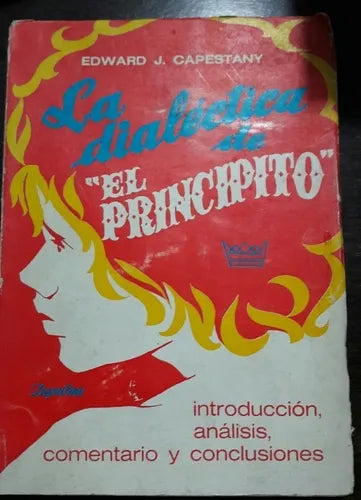 EDWARD J. CAPESTANY
La
dialéctica
de
"EL
PRINCIPITO"
introducción,
análisis,
comentario y conclusiones